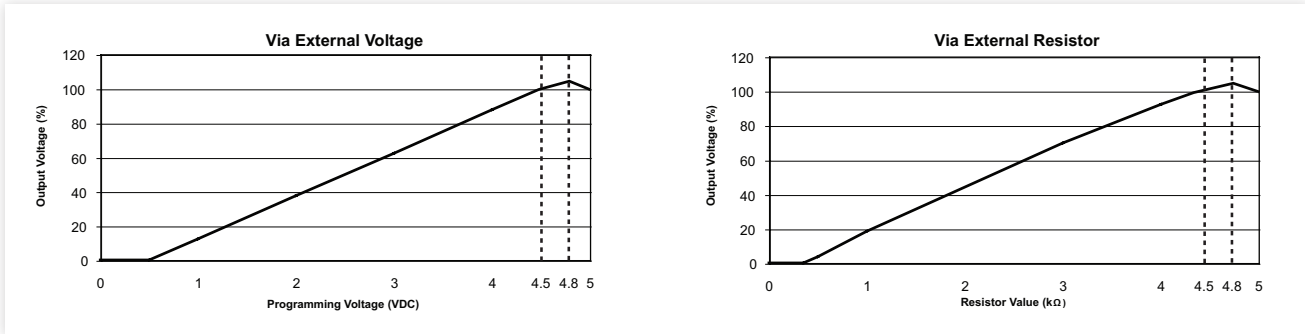 Via External Voltage
Output Voltage (%)
120
100
80
60
40
20
0
0 1 2 3 4 4.5 4.8 5
Programming Voltage (VDC)
Via External Resistor
Output Voltage (%)
120
100
80
60
40
20
0
0 1 2 3 4 4.5 4.8 5
Resistor Value (kΩ)